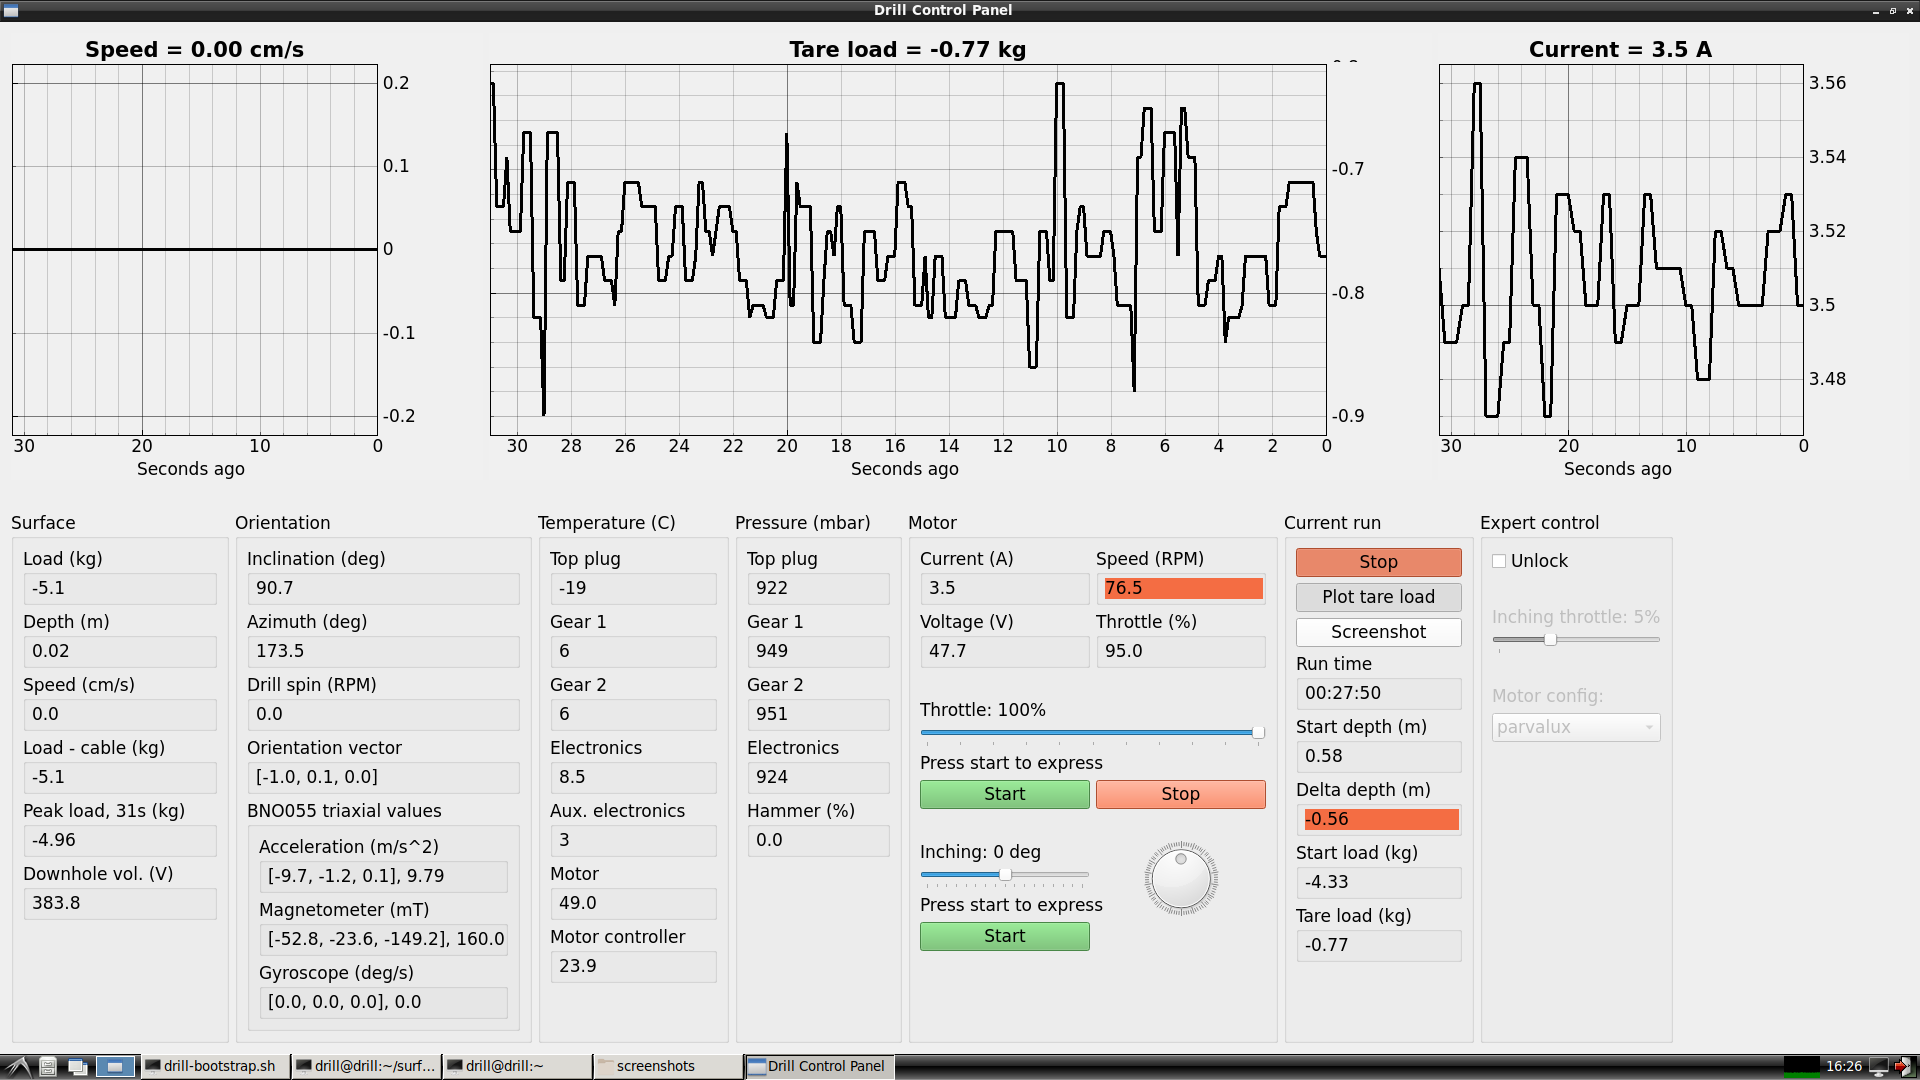 Drill Control Panel
Speed = 0.00 cm/s
0.2
0.1
0
-0.1
-0.2
30 20 10 0
Seconds ago
Tare load = -0.77 kg
-0.7
-0.8
-0.9
30 28 26 24 22 20 18 16 14 12 10 8 6 4 2 0
Seconds ago
Current = 3.5 A
3.56
3.54
3.52
3.5
3.48
30 20 10 0
Seconds ago
Surface
Load (kg)
-5.1
Depth (m)
0.02
Speed (cm/s)
0.0
Load - cable (kg)
-5.1
Peak load, 31s (kg)
-4.96
Downhole vol. (V)
383.8
Orientation
Inclination (deg)
90.7
Azimuth (deg)
173.5
Drill spin (RPM)
0.0
Orientation vector
[-1.0, 0.1, 0.0]
BNO055 triaxial values
Acceleration (m/s^2)
[-9.7, -1.2, 0.1], 9.79
Magnetometer (mT)
[-52.8, -23.6, -149.2], 160.0
Gyroscope (deg/s)
[0.0, 0.0, 0.0], 0.0
Temperature (C)
Top plug
-19
Gear 1
6
Gear 2
6
Electronics
8.5
Aux. electronics
3
Motor
49.0
Motor controller
23.9
Pressure (mbar)
Top plug
922
Gear 1
949
Gear 2
951
Electronics
924
Hammer (%)
0.0
Motor
Current (A) Speed (RPM)
3.5 76.5
Voltage (V) Throttle (%)
47.7 95.0
Throttle: 100%
Press start to express
Start Stop
Inching: 0 deg
Press start to express
Start
Current run
Stop
Plot tare load
Screenshot
Run time
00:27:50
Start depth (m)
0.58
Delta depth (m)
-0.56
Start load (kg)
-4.33
Tare load (kg)
-0.77
Expert control
Unlock
Inching throttle: 5%
Motor config:
parvalux
drill-bootstrap.sh drill@drill:~/surf... drill@drill:~ screenshots Drill Control Panel 16:26